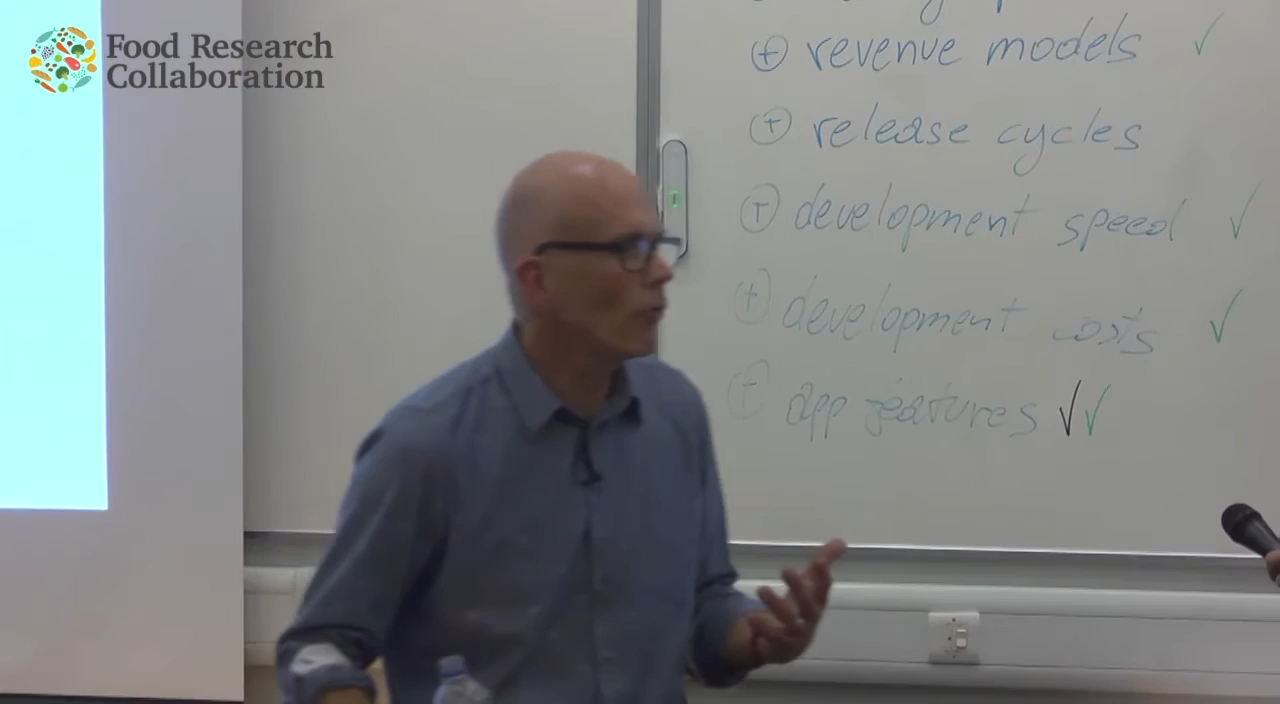 Food Research
Collaboration
⊕ revenue models ✓
⊕ release cycles
⊕ development speed ✓
⊕ development costs ✓
⊕ app features ✓✓